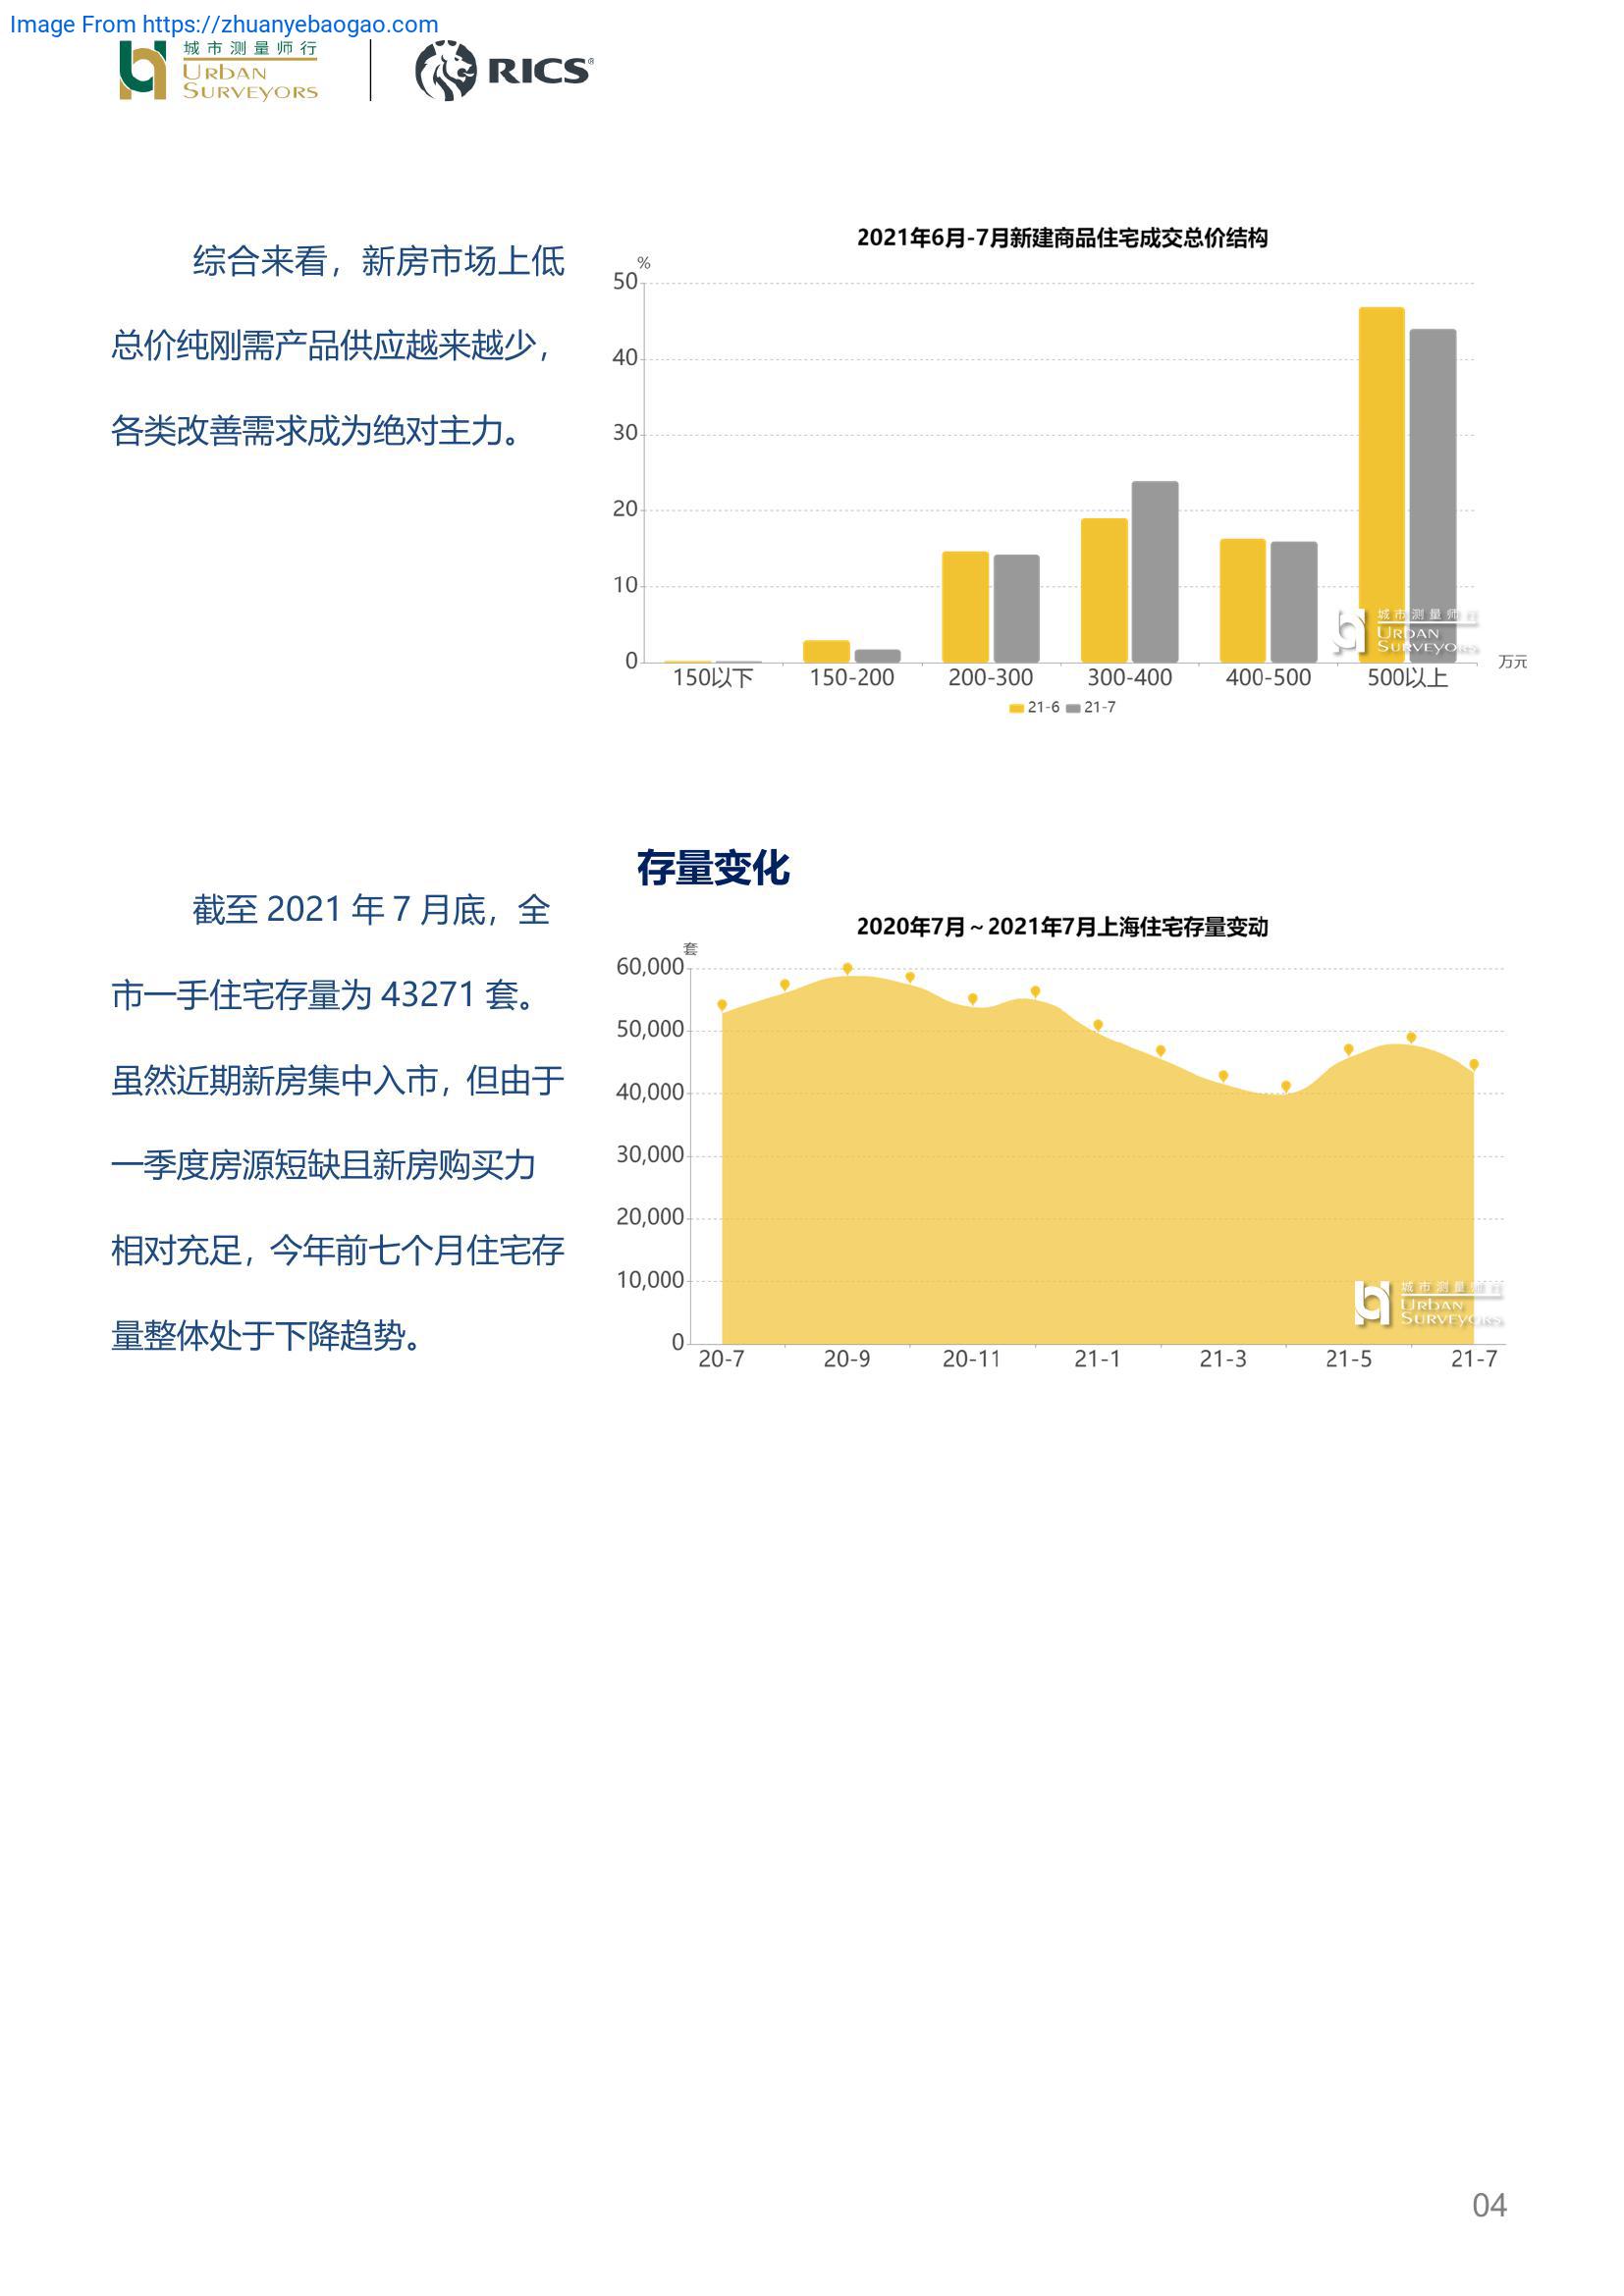 Image From https://zhuanyebaogao.com
城市测量师行
URBAN
SURVEYORS
RICS®
综合来看，新房市场上低
总价纯刚需产品供应越来越少，
各类改善需求成为绝对主力。
2021年6月-7月新建商品住宅成交总价结构
%
50
40
30
20
10
0
150以下 150-200 200-300 300-400 400-500 500以上
万元
城市测量师行
URBAN
SURVEYORS
21-6 21-7
存量变化
截至 2021 年 7 月底，全
市一手住宅存量为 43271 套。
虽然近期新房集中入市，但由于
一季度房源短缺且新房购买力
相对充足，今年前七个月住宅存
量整体处于下降趋势。
2020年7月～2021年7月上海住宅存量变动
套
60,000
50,000
40,000
30,000
20,000
10,000
0
20-7 20-9 20-11 21-1 21-3 21-5 21-7
城市测量师行
URBAN
SURVEYORS
04